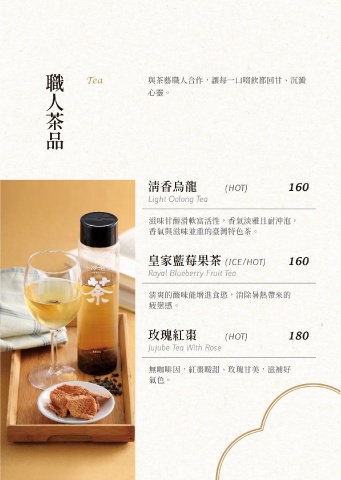 職人茶品
Tea
與茶藝職人合作，讓每一口啜飲都回甘、沉澱
心靈。
清香烏龍 (HOT) 160
Light Oolong Tea
滋味甘醇滑軟富活性。香氣淡雅且耐沖泡，
香氣與滋味並重的臺灣特色茶。
皇家藍莓果茶 (ICE/HOT) 160
Royal Blueberry Fruit Tea
清爽的酸味能增進食慾，消除暑熱帶來的
疲憊感。
玫瑰紅棗 (HOT) 180
Jujube Tea With Rose
無咖啡因，紅棗暖甜、玫瑰甘美，滋補好
氣色。
茶